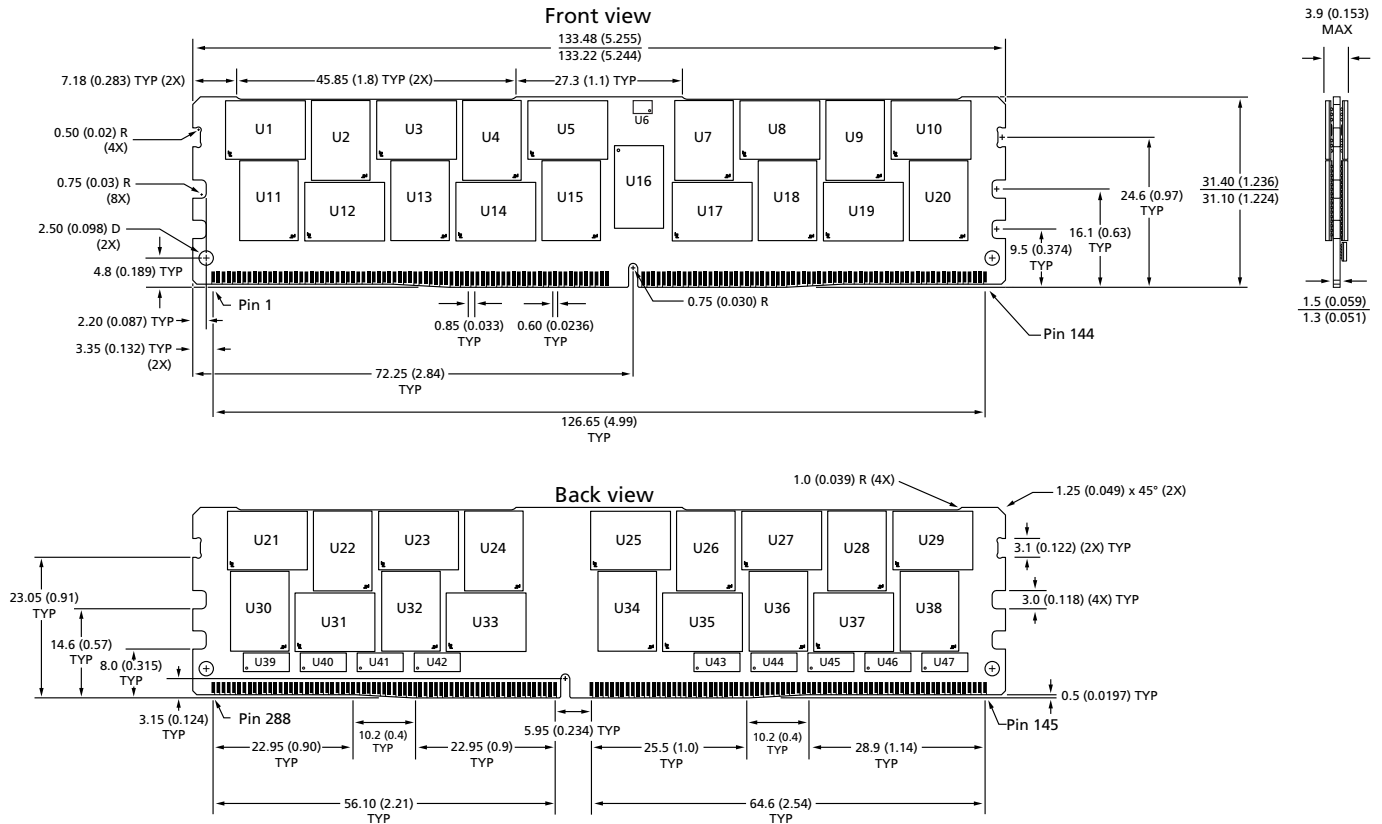 Front view
133.48 (5.255)
133.22 (5.244)
3.9 (0.153)
MAX
7.18 (0.283) TYP (2X)
45.85 (1.8) TYP (2X)
27.3 (1.1) TYP
0.50 (0.02) R
(4X)
0.75 (0.03) R
(8X)
2.50 (0.098) D
(2X)
4.8 (0.189) TYP
U1
U2
U3
U4
U5
U6
U7
U8
U9
U10
U11
U12
U13
U14
U15
U16
U17
U18
U19
U20
24.6 (0.97)
TYP
16.1 (0.63)
TYP
9.5 (0.374)
TYP
31.40 (1.236)
31.10 (1.224)
1.5 (0.059)
1.3 (0.051)
Pin 1
2.20 (0.087) TYP
3.35 (0.132) TYP
(2X)
0.85 (0.033)
TYP
0.60 (0.0236)
TYP
0.75 (0.030) R
Pin 144
72.25 (2.84)
TYP
126.65 (4.99)
TYP
Back view
1.0 (0.039) R (4X)
1.25 (0.049) x 45° (2X)
U21
U22
U23
U24
U25
U26
U27
U28
U29
3.1 (0.122) (2X) TYP
3.0 (0.118) (4X) TYP
23.05 (0.91)
TYP
14.6 (0.57)
TYP
8.0 (0.315)
TYP
U30
U31
U32
U33
U34
U35
U36
U37
U38
U39
U40
U41
U42
U43
U44
U45
U46
U47
0.5 (0.0197) TYP
3.15 (0.124)
TYP
Pin 288
Pin 145
5.95 (0.234) TYP
22.95 (0.90)
TYP
10.2 (0.4)
TYP
22.95 (0.9)
TYP
25.5 (1.0)
TYP
10.2 (0.4)
TYP
28.9 (1.14)
TYP
56.10 (2.21)
TYP
64.6 (2.54)
TYP